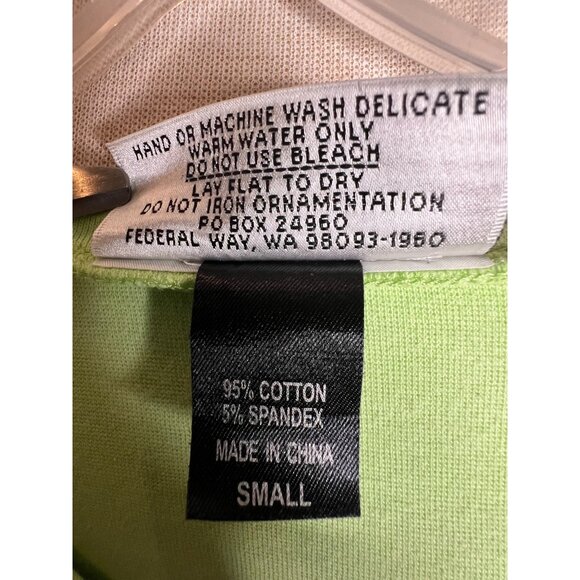 HAND OR MACHINE WASH DELICATE
WARM WATER ONLY
DO NOT USE BLEACH
LAY FLAT TO DRY
DO NOT IRON ORNAMENTATION
PO BOX 24960
FEDERAL WAY, WA 98093-1960
95% COTTON
5% SPANDEX
MADE IN CHINA
SMALL